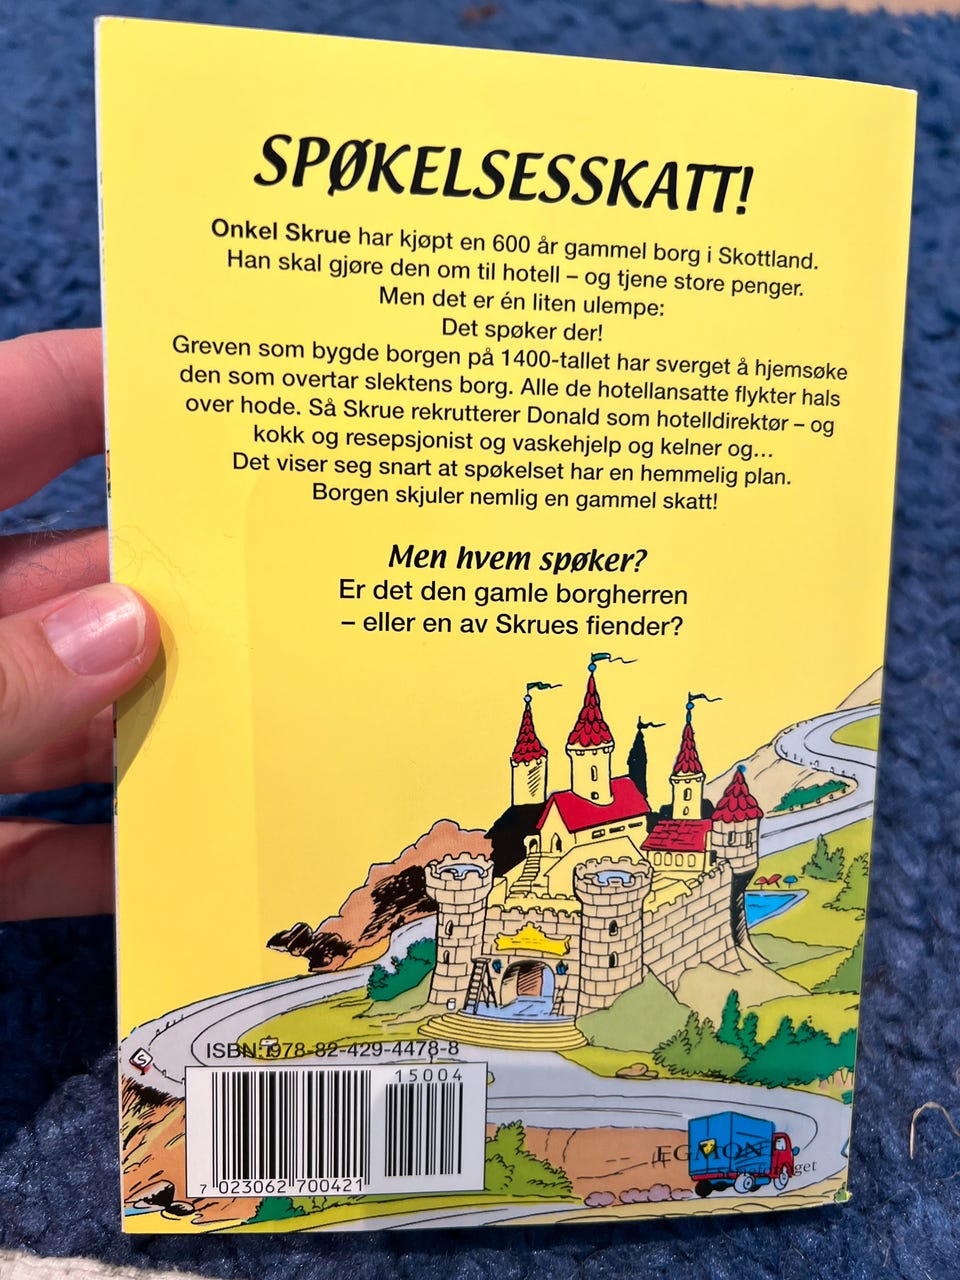 SPØKELSESSKATT!
Onkel Skrue har kjøpt en 600 år gammel borg i Skottland.
Han skal gjøre den om til hotell – og tjene store penger.
Men det er én liten ulempe:
Det spøker der!
Greven som bygde borgen på 1400-tallet har sverget å hjemsøke
den som overtar slektens borg. Alle de hotellansatte flykter hals
over hode. Så Skrue rekrutterer Donald som hotelldirektør – og
kokk og resepsjonist og vaskehjelp og kelner og...
Det viser seg snart at spøkelset har en hemmelig plan.
Borgen skjuler nemlig en gammel skatt!
Men hvem spøker?
Er det den gamle borgherren
– eller en av Skrues fiender?
S
ISBN: 978-82-429-4478-8
15004
7 023062 700421
EGMONT
Serieforlaget